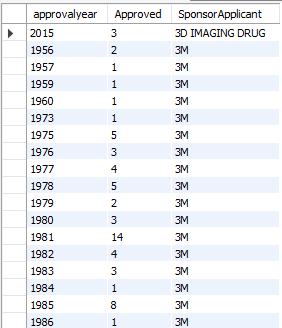 approvalyear Approved SponsorApplicant
2015 3 3D IMAGING DRUG
1956 2 3M
1957 1 3M
1959 1 3M
1960 1 3M
1973 1 3M
1975 5 3M
1976 3 3M
1977 4 3M
1978 5 3M
1979 2 3M
1980 3 3M
1981 14 3M
1982 4 3M
1983 3 3M
1984 1 3M
1985 8 3M
1986 1 3M